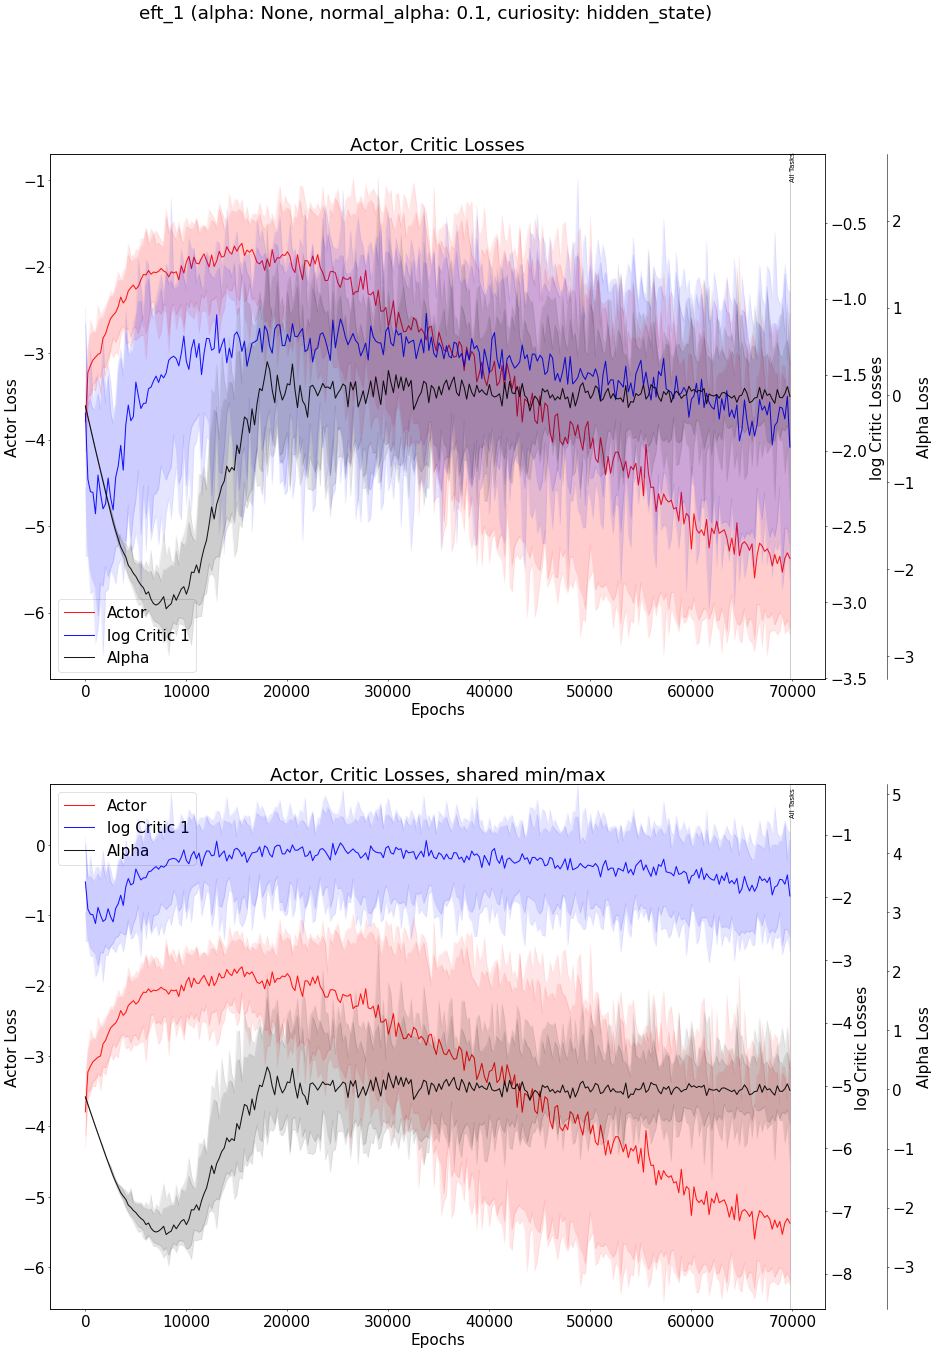 eft_1 (alpha: None, normal_alpha: 0.1, curiosity: hidden_state)
Actor, Critic Losses
All Tasks
−1
−2
−3
−4
−5
−6
Actor Loss
−0.5
−1.0
−1.5
−2.0
−2.5
−3.0
−3.5
log Critic Losses
2
1
0
−1
−2
−3
Alpha Loss
Actor
log Critic 1
Alpha
0 10000 20000 30000 40000 50000 60000 70000
Epochs
Actor, Critic Losses, shared min/max
All Tasks
Actor
log Critic 1
Alpha
0
−1
−2
−3
−4
−5
−6
Actor Loss
−1
−2
−3
−4
−5
−6
−7
−8
log Critic Losses
5
4
3
2
1
0
−1
−2
−3
Alpha Loss
0 10000 20000 30000 40000 50000 60000 70000
Epochs